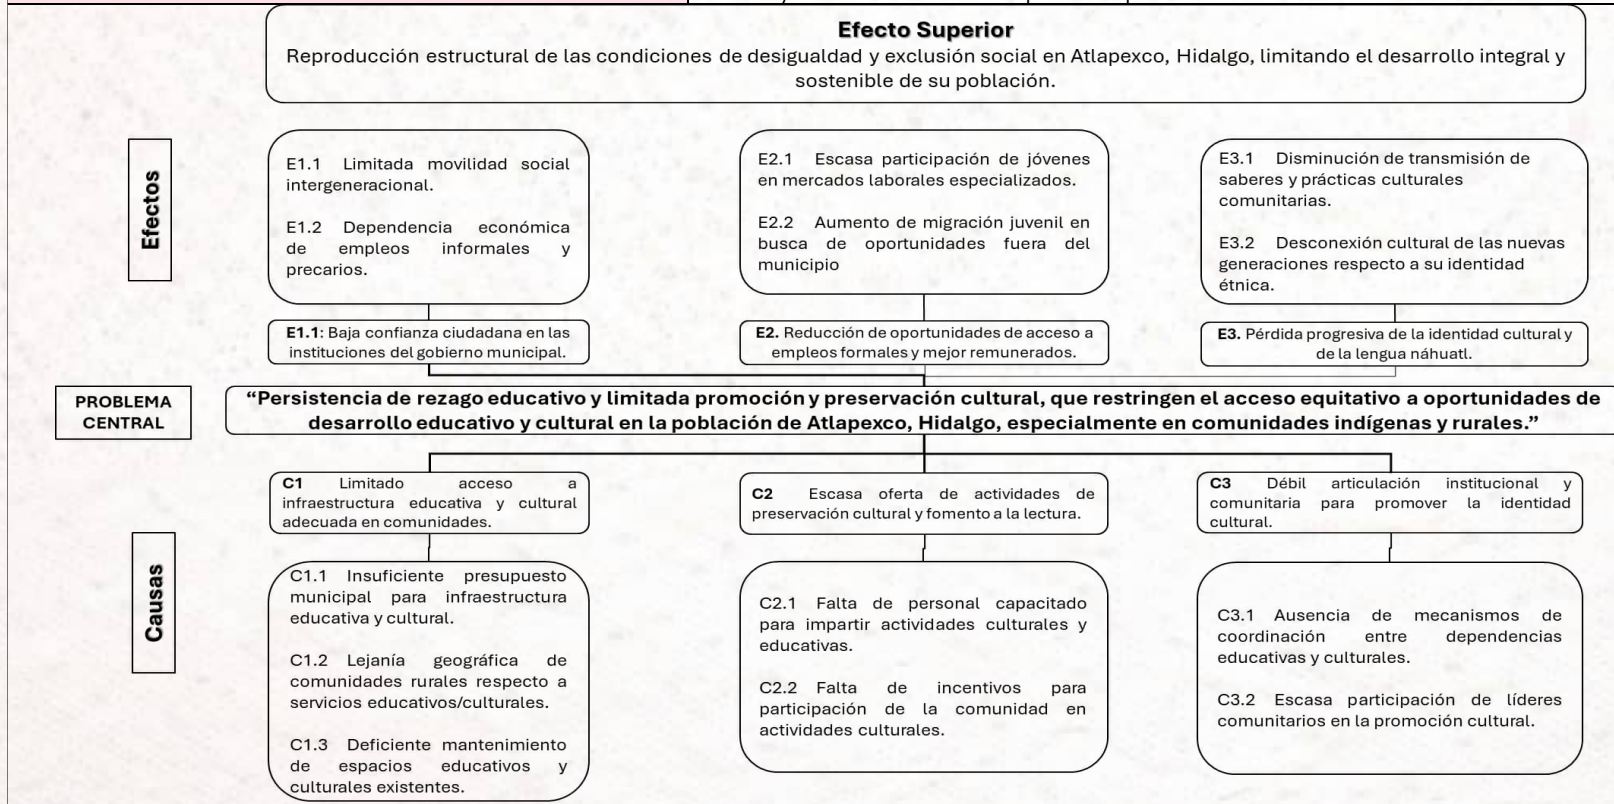 Efecto Superior
Reproducción estructural de las condiciones de desigualdad y exclusión social en Atlapexco, Hidalgo, limitando el desarrollo integral y
sostenible de su población.
Efectos
E1.1 Limitada movilidad social
intergeneracional.
E1.2 Dependencia económica
de empleos informales y
precarios.
E2.1 Escasa participación de jóvenes
en mercados laborales especializados.
E2.2 Aumento de migración juvenil en
busca de oportunidades fuera del
municipio
E3.1 Disminución de transmisión de
saberes y prácticas culturales
comunitarias.
E3.2 Desconexión cultural de las nuevas
generaciones respecto a su identidad
étnica.
E1.1: Baja confianza ciudadana en las
instituciones del gobierno municipal.
E2. Reducción de oportunidades de acceso a
empleos formales y mejor remunerados.
E3. Pérdida progresiva de la identidad cultural y
de la lengua náhuatl.
PROBLEMA
CENTRAL
“Persistencia de rezago educativo y limitada promoción y preservación cultural, que restringen el acceso equitativo a oportunidades de
desarrollo educativo y cultural en la población de Atlapexco, Hidalgo, especialmente en comunidades indígenas y rurales.”
C1 Limitado acceso a
infraestructura educativa y cultural
adecuada en comunidades.
C2 Escasa oferta de actividades de
preservación cultural y fomento a la lectura.
C3 Débil articulación institucional y
comunitaria para promover la identidad
cultural.
Causas
C1.1 Insuficiente presupuesto
municipal para infraestructura
educativa y cultural.
C1.2 Lejanía geográfica de
comunidades rurales respecto a
servicios educativos/culturales.
C1.3 Deficiente mantenimiento
de espacios educativos y
culturales existentes.
C2.1 Falta de personal capacitado
para impartir actividades culturales y
educativas.
C2.2 Falta de incentivos para
participación de la comunidad en
actividades culturales.
C3.1 Ausencia de mecanismos de
coordinación entre dependencias
educativas y culturales.
C3.2 Escasa participación de líderes
comunitarios en la promoción cultural.